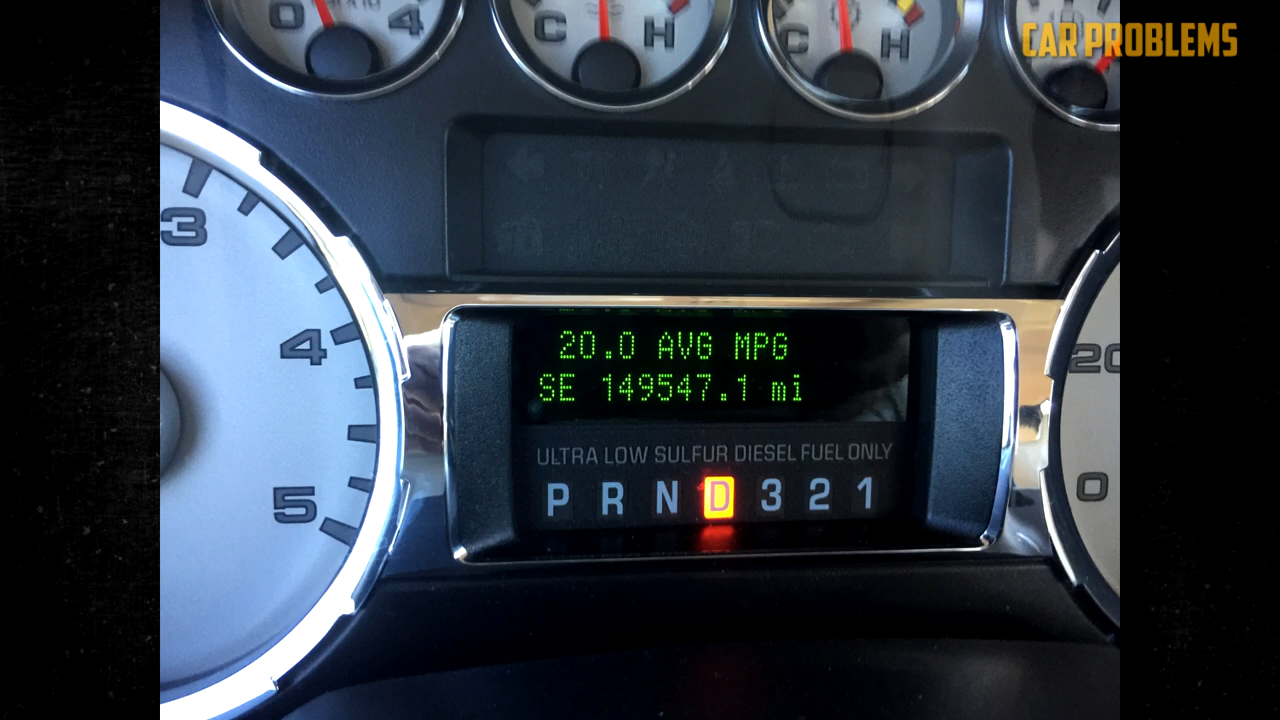 CAR PROBLEMS
0 4
C H
C H
3
4
5
20
0
20.0 AVG MPG
SE 149547.1 mi
ULTRA LOW SULFUR DIESEL FUEL ONLY
P R N D 3 2 1